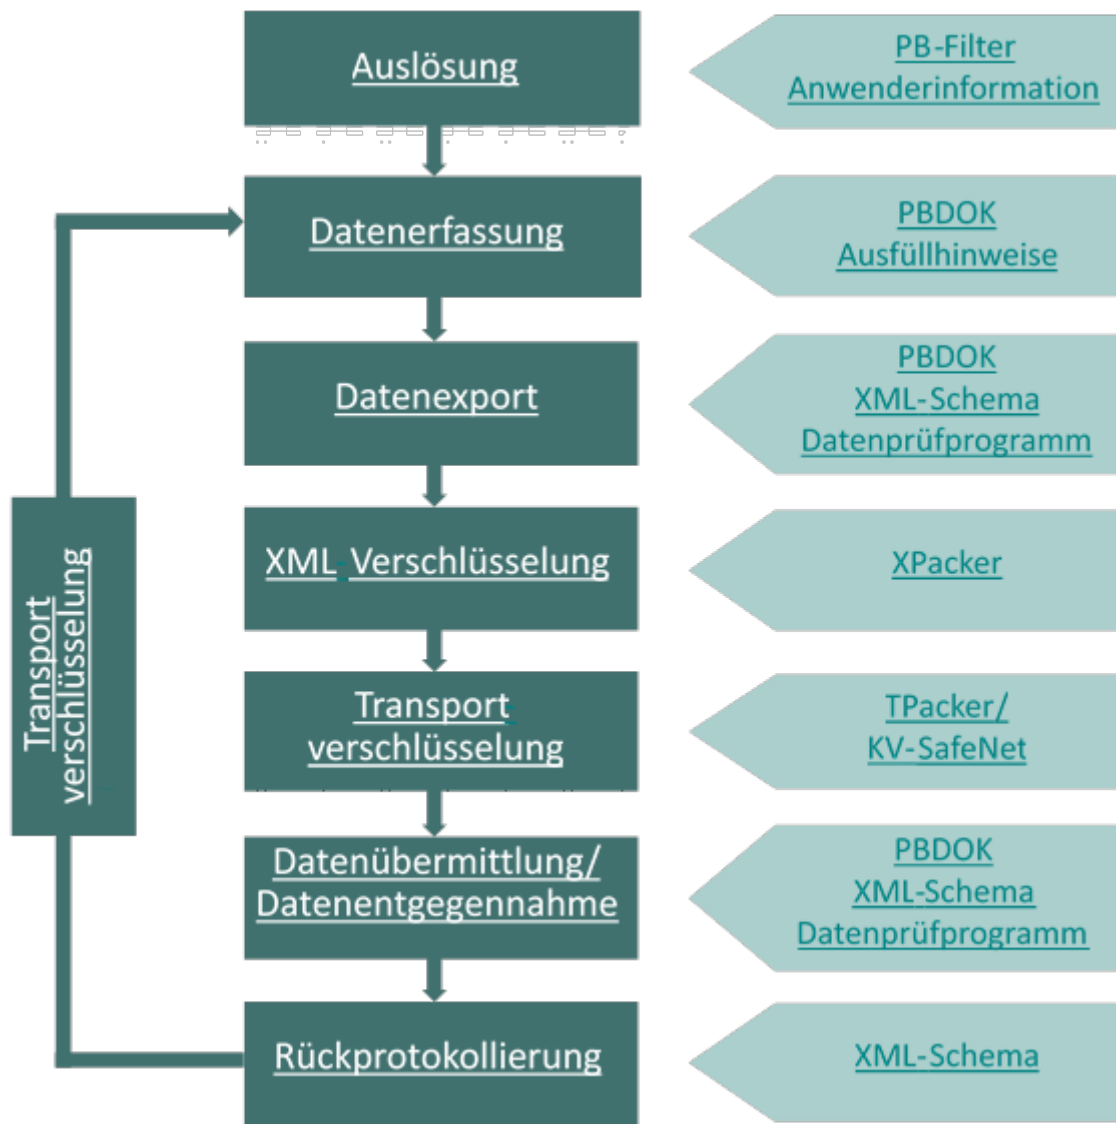 Auslösung
PB-Filter
Anwenderinformation
Datenerfassung
PBDOK
Ausfüllhinweise
Datenexport
PBDOK
XML-Schema
Datenprüfprogramm
XML- Verschlüsselung
XPacker
Transport
verschlüsselung
Transport-
verschlüsselung
TPacker/
KV-SafeNet
Datenübermittlung/
Datenentgegennahme
PBDOK
XML-Schema
Datenprüfprogramm
Rückprotokollierung
XML-Schema